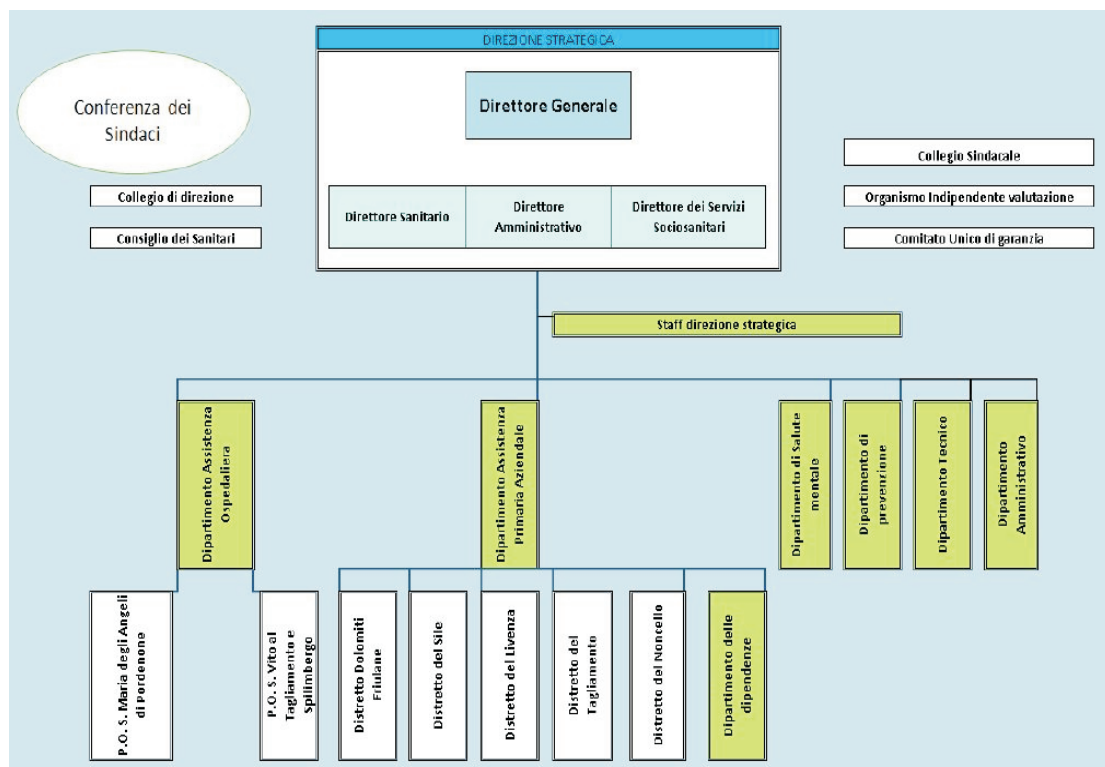 DIREZIONE STRATEGICA
Direttore Generale
Conferenza dei
Sindaci
Collegio Sindacale
Collegio di direzione
Organismo Indipendente valutazione
Direttore Sanitario
Direttore
Amministrativo
Direttore dei Servizi
Sociosanitari
Consiglio dei Sanitari
Comitato Unico di garanzia
Staff direzione strategica
Dipartimento Assistenza
Ospedaliera
Dipartimento Assistenza
Primaria Aziendale
Dipartimento di Salute
mentale
Dipartimento di
prevenzione
Dipartimento Tecnico
Dipartimento
Amministrativo
P.O. S. Maria degli Angeli
di Pordenone
P.O. S. Vito al
Tagliamento e
Spilimbergo
Distretto Dolomiti
Friulane
Distretto del Sile
Distretto del Livenza
Distretto del
Tagliamento
Distretto del Noncello
Dipartimento delle
dipendenze